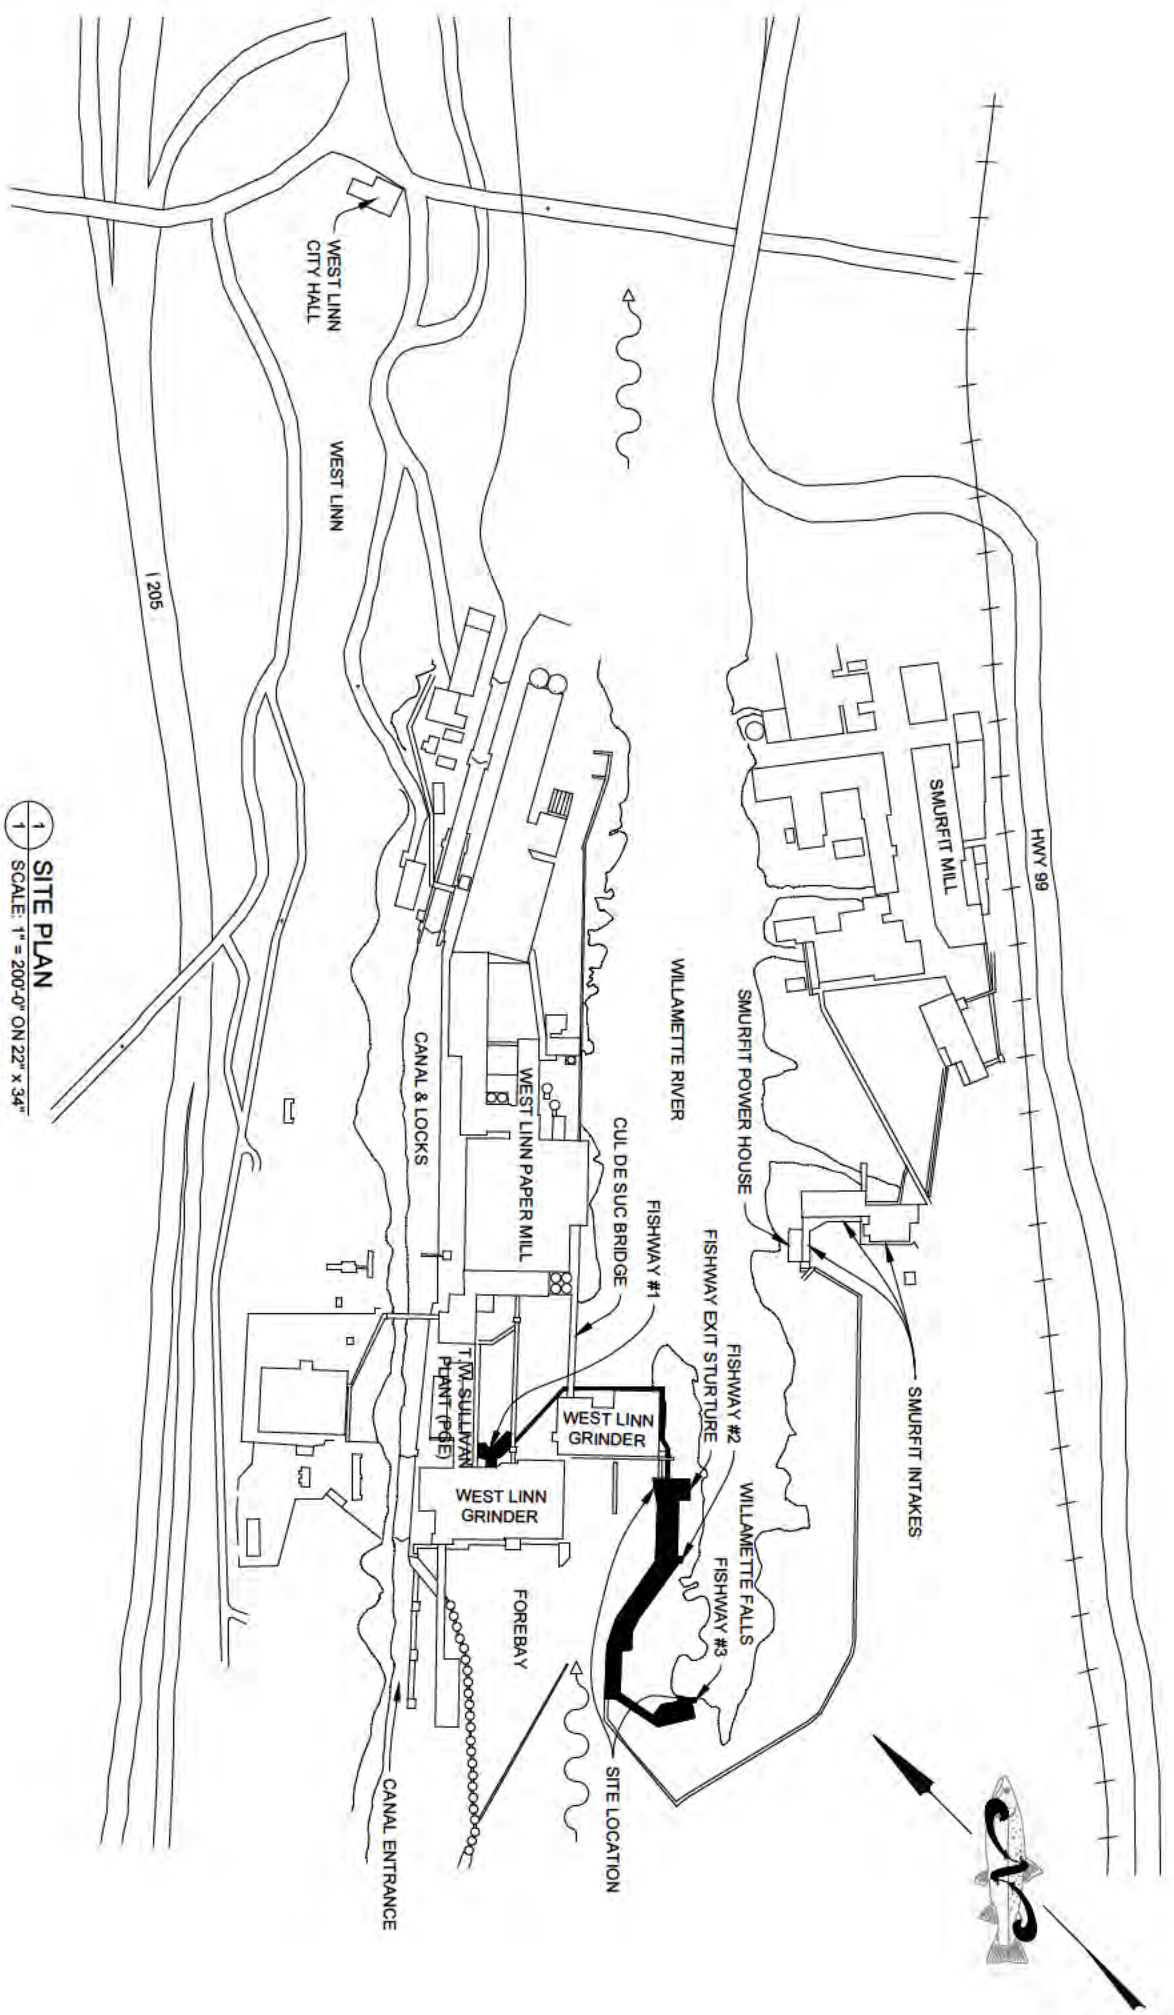 HWY 99
SMURFIT MILL
SMURFIT INTAKES
SMURFIT POWER HOUSE
WILLAMETTE RIVER
WILLAMETTE FALLS
FISHWAY #3
FISHWAY #2
FISHWAY EXIT STURTURE
FISHWAY #1
CUL DE SUC BRIDGE
SITE LOCATION
WEST LINN
GRINDER
WEST LINN PAPER MILL
FOREBAY
WEST LINN
GRINDER
T.W. SULLIVAN
PLANT (PGE)
CANAL & LOCKS
CANAL ENTRANCE
WEST LINN
CITY HALL
WEST LINN
I 205
1
1
SITE PLAN
SCALE: 1" = 200'-0" ON 22" x 34"
N